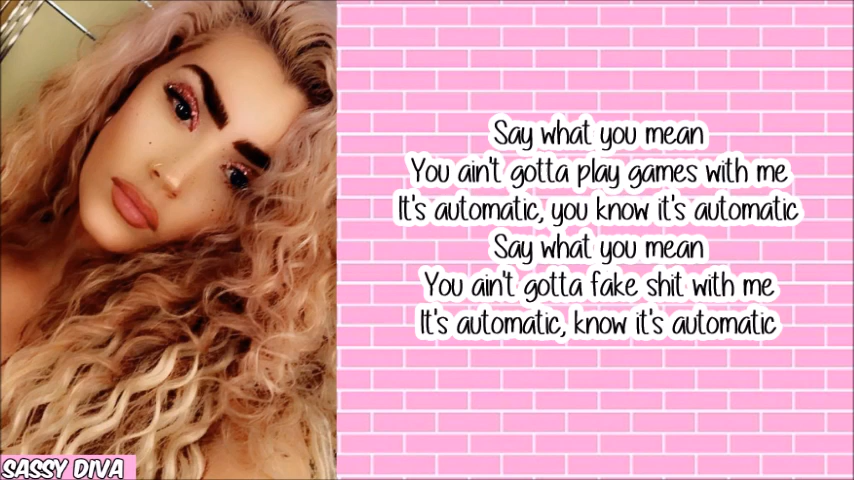 Say what you mean
You ain't gotta play games with me
It's automatic, you know it's automatic
Say what you mean
You ain't gotta fake shit with me
It's automatic, know it's automatic
SASSY DIVA